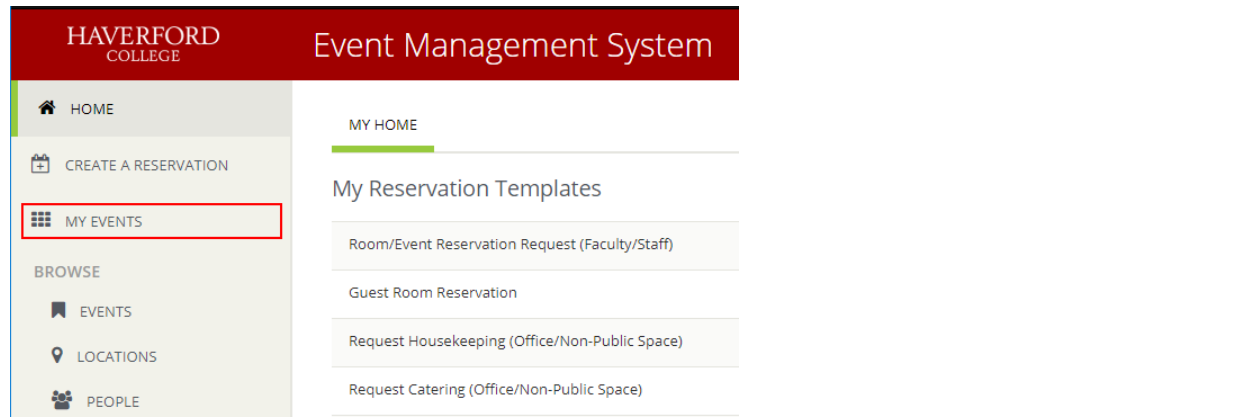 HAVERFORD
COLLEGE
Event Management System
HOME
CREATE A RESERVATION
MY EVENTS
BROWSE
EVENTS
LOCATIONS
PEOPLE
MY HOME
My Reservation Templates
Room/Event Reservation Request (Faculty/Staff)
Guest Room Reservation
Request Housekeeping (Office/Non-Public Space)
Request Catering (Office/Non-Public Space)